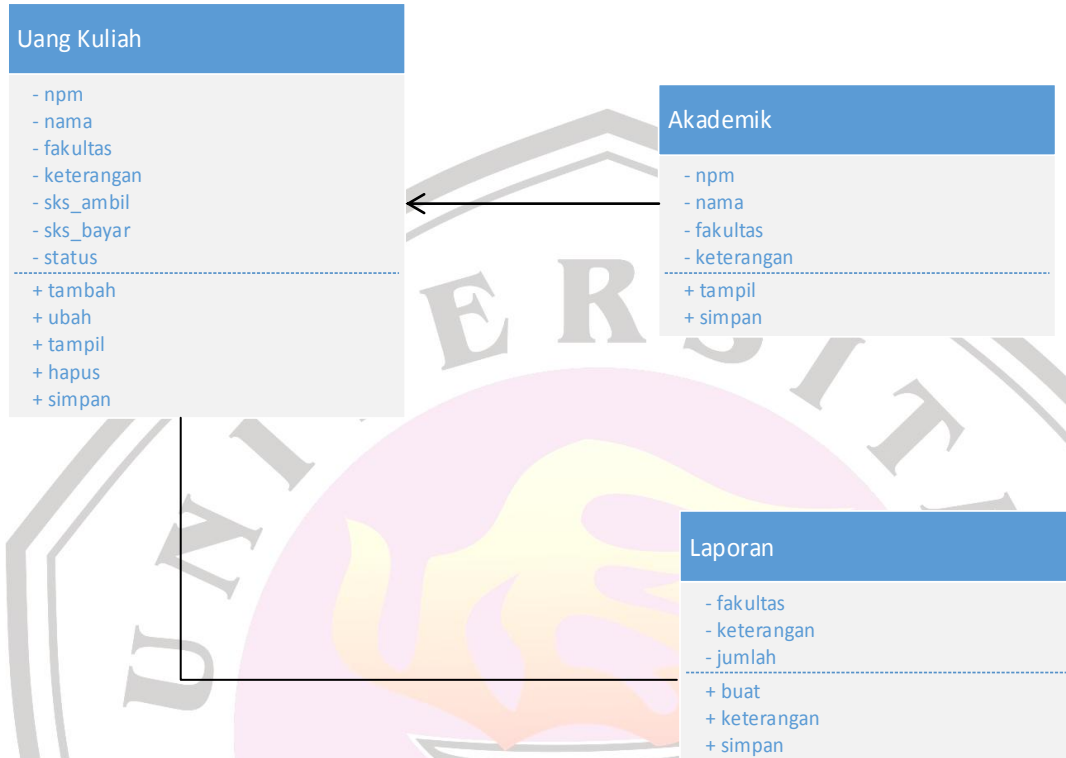 Uang Kuliah
- npm
- nama
- fakultas
- keterangan
- sks_ambil
- sks_bayar
- status
+ tambah
+ ubah
+ tampil
+ hapus
+ simpan
Akademik
- npm
- nama
- fakultas
- keterangan
+ tampil
+ simpan
Laporan
- fakultas
- keterangan
- jumlah
+ buat
+ keterangan
+ simpan